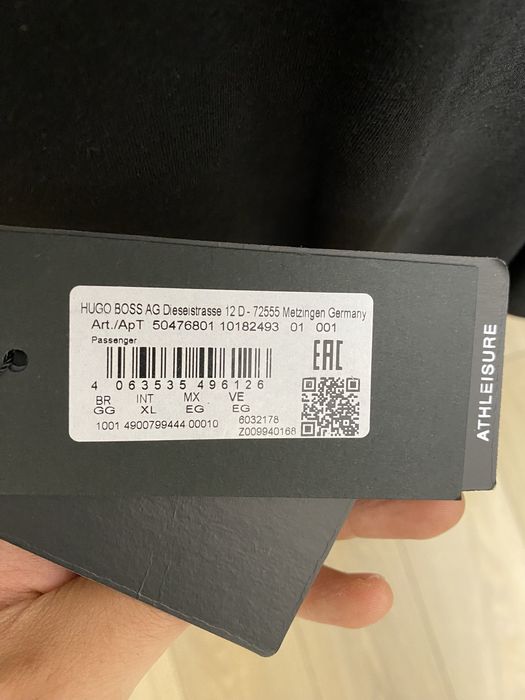 HUGO BOSS AG Dieselstrasse 12 D - 72555 Metzingen Germany
Art./АрТ 50476801 10182493 01 001
Passenger
EAC
4 063535 496126
BR INT MX VE
GG XL EG EG
1001 4900799444 00010
6032178
Z009940168
ATHLEISURE